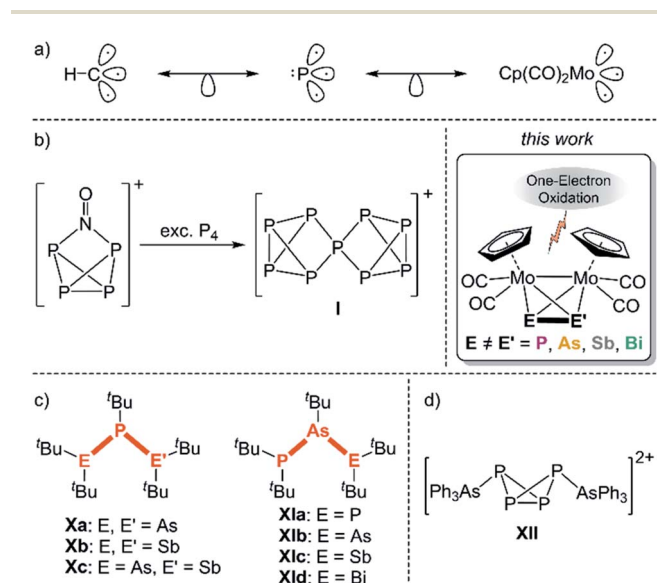 a)
H–C
:P
Cp(CO)₂Mo
b)
this work
O
N
P
P
P
P
+
exc. P₄
P
P
P
P
P
P
P
P
P
+
I
One-Electron
Oxidation
OC
Mo
Mo
CO
OC
CO
E
E'
E ≠ E' = P, As, Sb, Bi
c)
d)
ᵗBu
ᵗBu
P
ᵗBu
E
E'
ᵗBu
ᵗBu
Xa: E, E' = As
Xb: E, E' = Sb
Xc: E = As, E' = Sb
ᵗBu
ᵗBu
As
ᵗBu
P
E
ᵗBu
ᵗBu
XIa: E = P
XIb: E = As
XIc: E = Sb
XId: E = Bi
2+
P
P
Ph₃As
P
P
AsPh₃
XII